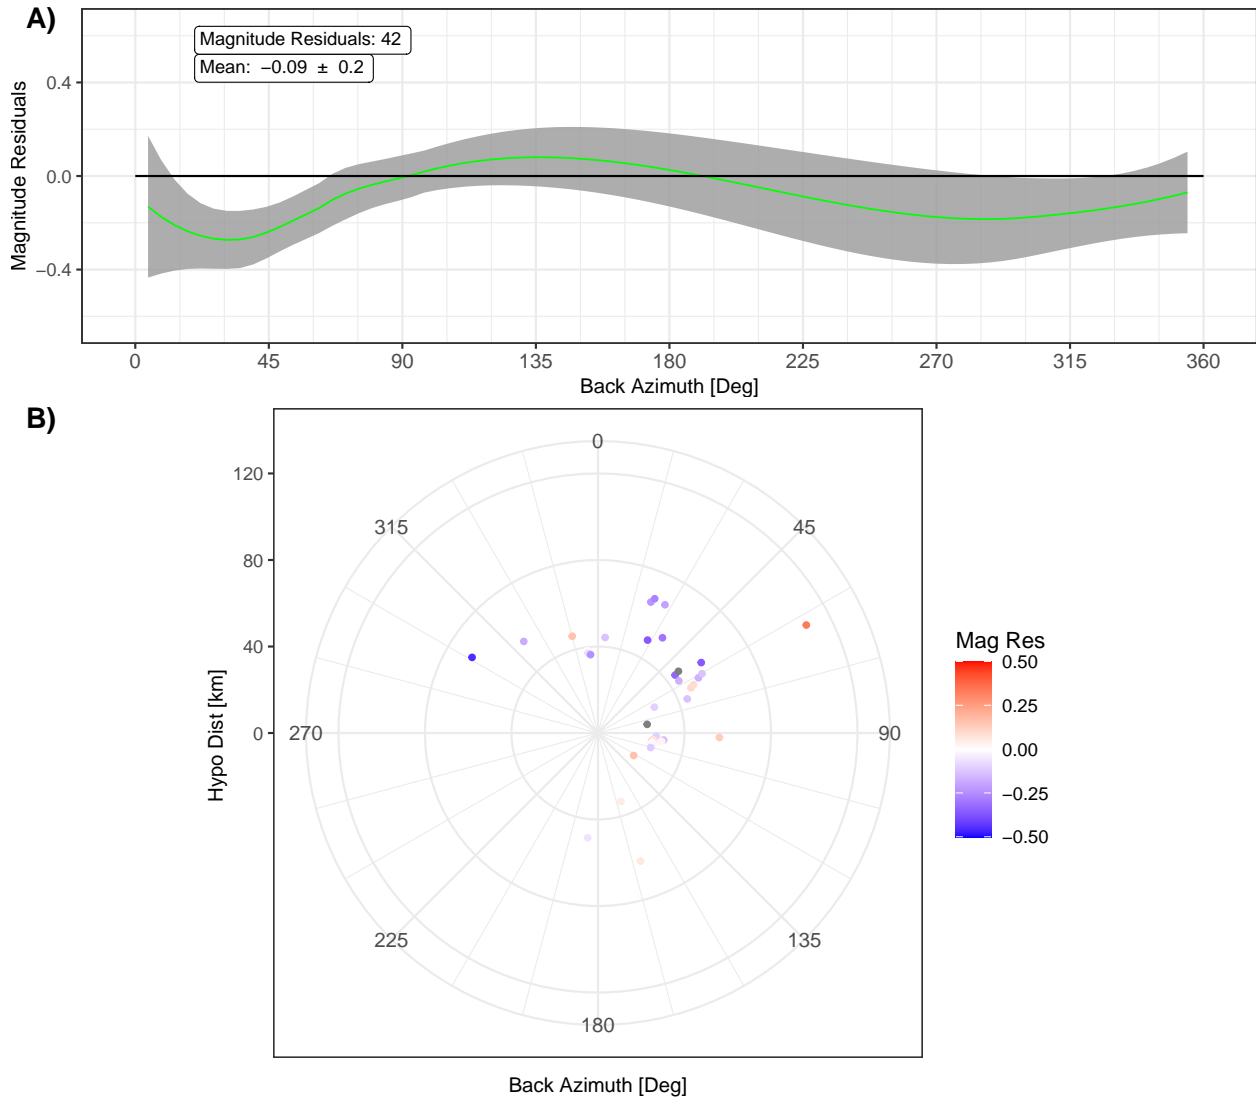 A)
Magnitude Residuals: 42
Mean:  −0.09  ±  0.2
Magnitude Residuals
0.4
0.0
−0.4
0 45 90 135 180 225 270 315 360
Back Azimuth [Deg]
B)
0
45
90
135
180
225
270
315
120
80
40
0
Hypo Dist [km]
Back Azimuth [Deg]
Mag Res
0.50
0.25
0.00
−0.25
−0.50